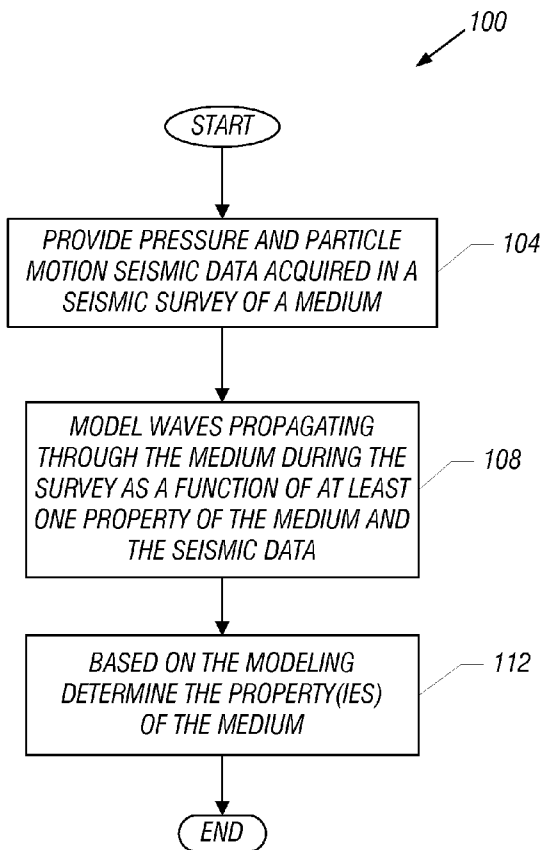 100
START
PROVIDE PRESSURE AND PARTICLE
MOTION SEISMIC DATA ACQUIRED IN A
SEISMIC SURVEY OF A MEDIUM
104
MODEL WAVES PROPAGATING
THROUGH THE MEDIUM DURING THE
SURVEY AS A FUNCTION OF AT LEAST
ONE PROPERTY OF THE MEDIUM AND
THE SEISMIC DATA
108
BASED ON THE MODELING
DETERMINE THE PROPERTY(IES)
OF THE MEDIUM
112
END